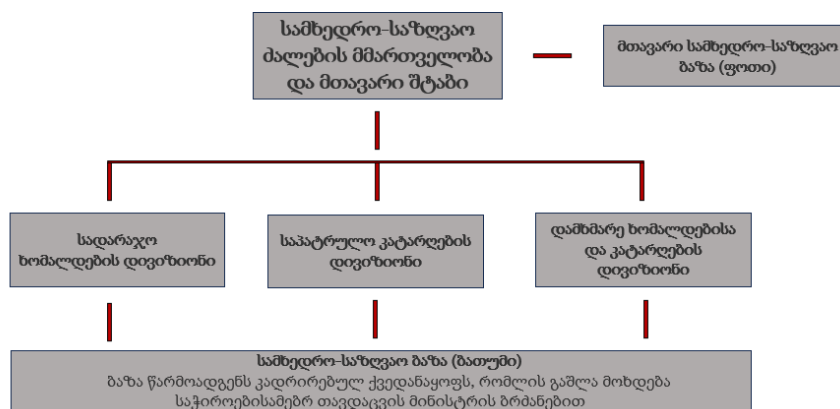 სამხედრო-საზღვაო
ძალების მმართველობა
და მთავარი შტაბი
მთავარი სამხედრო-საზღვაო
ბაზა (ფოთი)
სადარაჯო
ხომალდების დივიზიონი
საპატრულო კატარღების
დივიზიონი
დამხმარე ხომალდებისა
და კატარღების
დივიზიონი
სამხედრო-საზღვაო ბაზა (ბათუმი)
ბაზა წარმოადგენს კადრირებულ ქვედანაყოფს, რომლის გაშლა მოხდება
საჭიროებისამებრ თავდაცვის მინისტრის ბრძანებით